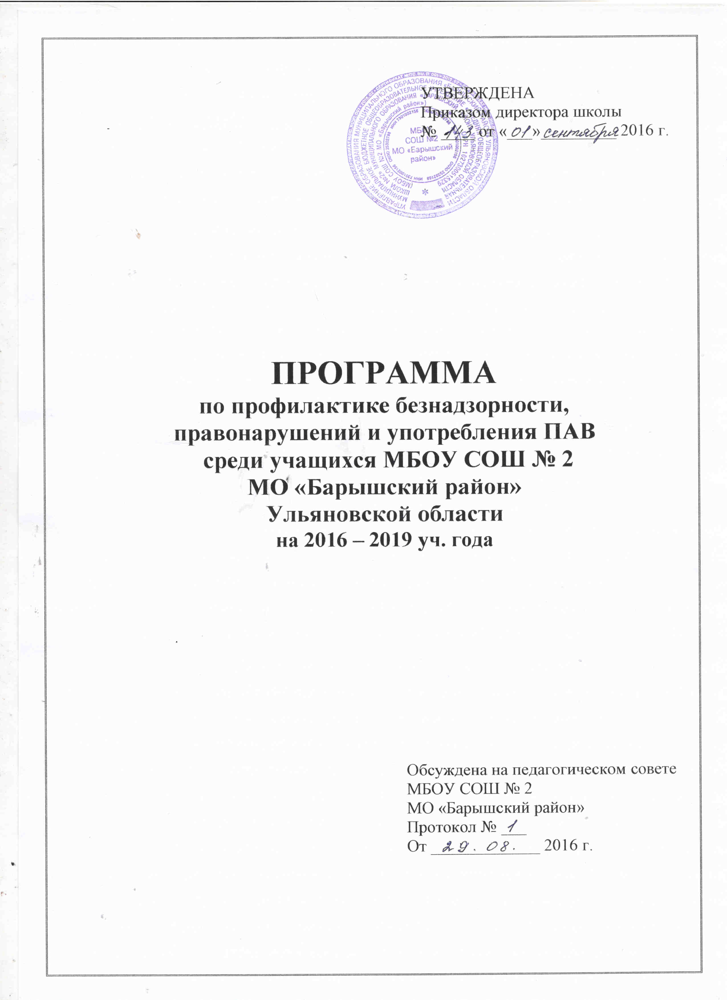 УТВЕРЖДЕНА
Приказом директора школы
№ 143 от «01» сентября 2016 г.
МБОУ
СОШ №2
МО «Барышский
район»
ПРОГРАММА
по профилактике безнадзорности,
правонарушений и употребления ПАВ
среди учащихся МБОУ СОШ № 2
МО «Барышский район»
Ульяновской области
на 2016 – 2019 уч. года
Обсуждена на педагогическом совете
МБОУ СОШ № 2
МО «Барышский район»
Протокол № 1
От 29. 08. 2016 г.